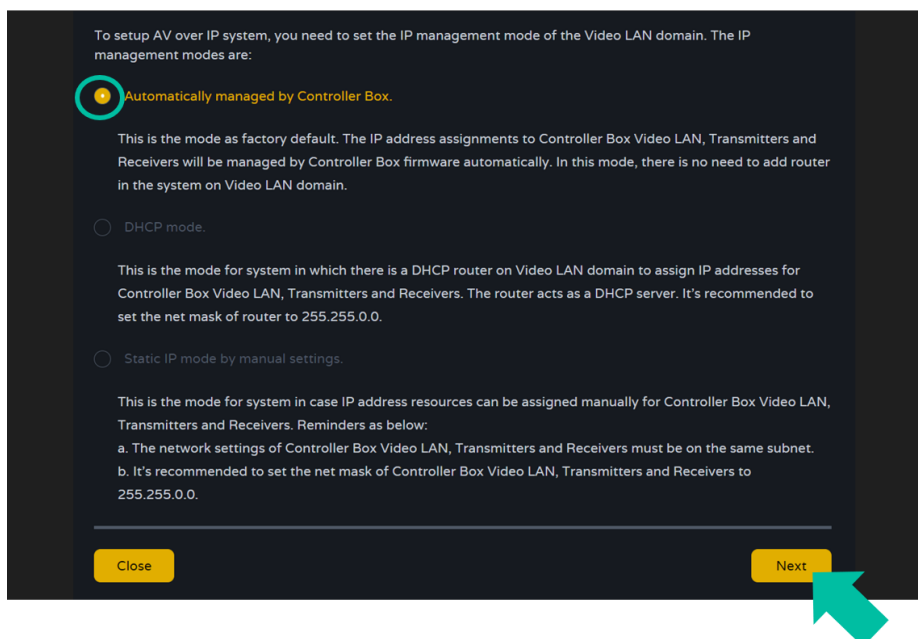 To setup AV over IP system, you need to set the IP management mode of the Video LAN domain. The IP
management modes are:
Automatically managed by Controller Box.
This is the mode as factory default. The IP address assignments to Controller Box Video LAN, Transmitters and
Receivers will be managed by Controller Box firmware automatically. In this mode, there is no need to add router
in the system on Video LAN domain.
DHCP mode.
This is the mode for system in which there is a DHCP router on Video LAN domain to assign IP addresses for
Controller Box Video LAN, Transmitters and Receivers. The router acts as a DHCP server. It's recommended to
set the net mask of router to 255.255.0.0.
Static IP mode by manual settings.
This is the mode for system in case IP address resources can be assigned manually for Controller Box Video LAN,
Transmitters and Receivers. Reminders as below:
a. The network settings of Controller Box Video LAN, Transmitters and Receivers must be on the same subnet.
b. It's recommended to set the net mask of Controller Box Video LAN, Transmitters and Receivers to
255.255.0.0.
Close
Next